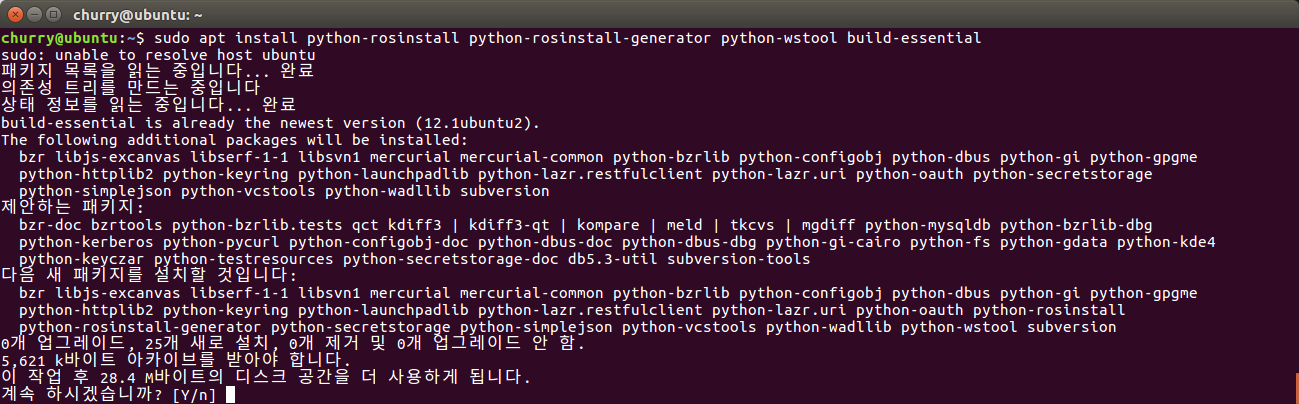 churry@ubuntu: ~
churry@ubuntu:~$ sudo apt install python-rosinstall python-rosinstall-generator python-wstool build-essential
sudo: unable to resolve host ubuntu
패키지 목록을 읽는 중입니다... 완료
의존성 트리를 만드는 중입니다
상태 정보를 읽는 중입니다... 완료
build-essential is already the newest version (12.1ubuntu2).
The following additional packages will be installed:
  bzr libjs-excanvas libserf-1-1 libsvn1 mercurial mercurial-common python-bzrlib python-configobj python-dbus python-gi python-gpgme
  python-httplib2 python-keyring python-launchpadlib python-lazr.restfulclient python-lazr.uri python-oauth python-secretstorage
  python-simplejson python-vcstools python-wadllib subversion
제안하는 패키지:
  bzr-doc bzrtools python-bzrlib.tests qct kdiff3 | kdiff3-qt | kompare | meld | tkcvs | mgdiff python-mysqldb python-bzrlib-dbg
  python-kerberos python-pycurl python-configobj-doc python-dbus-doc python-dbus-dbg python-gi-cairo python-fs python-gdata python-kde4
  python-keyczar python-testresources python-secretstorage-doc db5.3-util subversion-tools
다음 새 패키지를 설치할 것입니다:
  bzr libjs-excanvas libserf-1-1 libsvn1 mercurial mercurial-common python-bzrlib python-configobj python-dbus python-gi python-gpgme
  python-httplib2 python-keyring python-launchpadlib python-lazr.restfulclient python-lazr.uri python-oauth python-rosinstall
  python-rosinstall-generator python-secretstorage python-simplejson python-vcstools python-wadllib python-wstool subversion
0개 업그레이드, 25개 새로 설치, 0개 제거 및 0개 업그레이드 안 함.
5,621 k바이트 아카이브를 받아야 합니다.
이 작업 후 28.4 M바이트의 디스크 공간을 더 사용하게 됩니다.
계속 하시겠습니까? [Y/n]